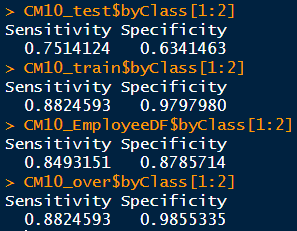 > CM10_test$byClass[1:2]
Sensitivity Specificity
0.7514124 0.6341463
> CM10_train$byClass[1:2]
Sensitivity Specificity
0.8824593 0.9797980
> CM10_EmployeeDF$byClass[1:2]
Sensitivity Specificity
0.8493151 0.8785714
> CM10_over$byClass[1:2]
Sensitivity Specificity
0.8824593 0.9855335